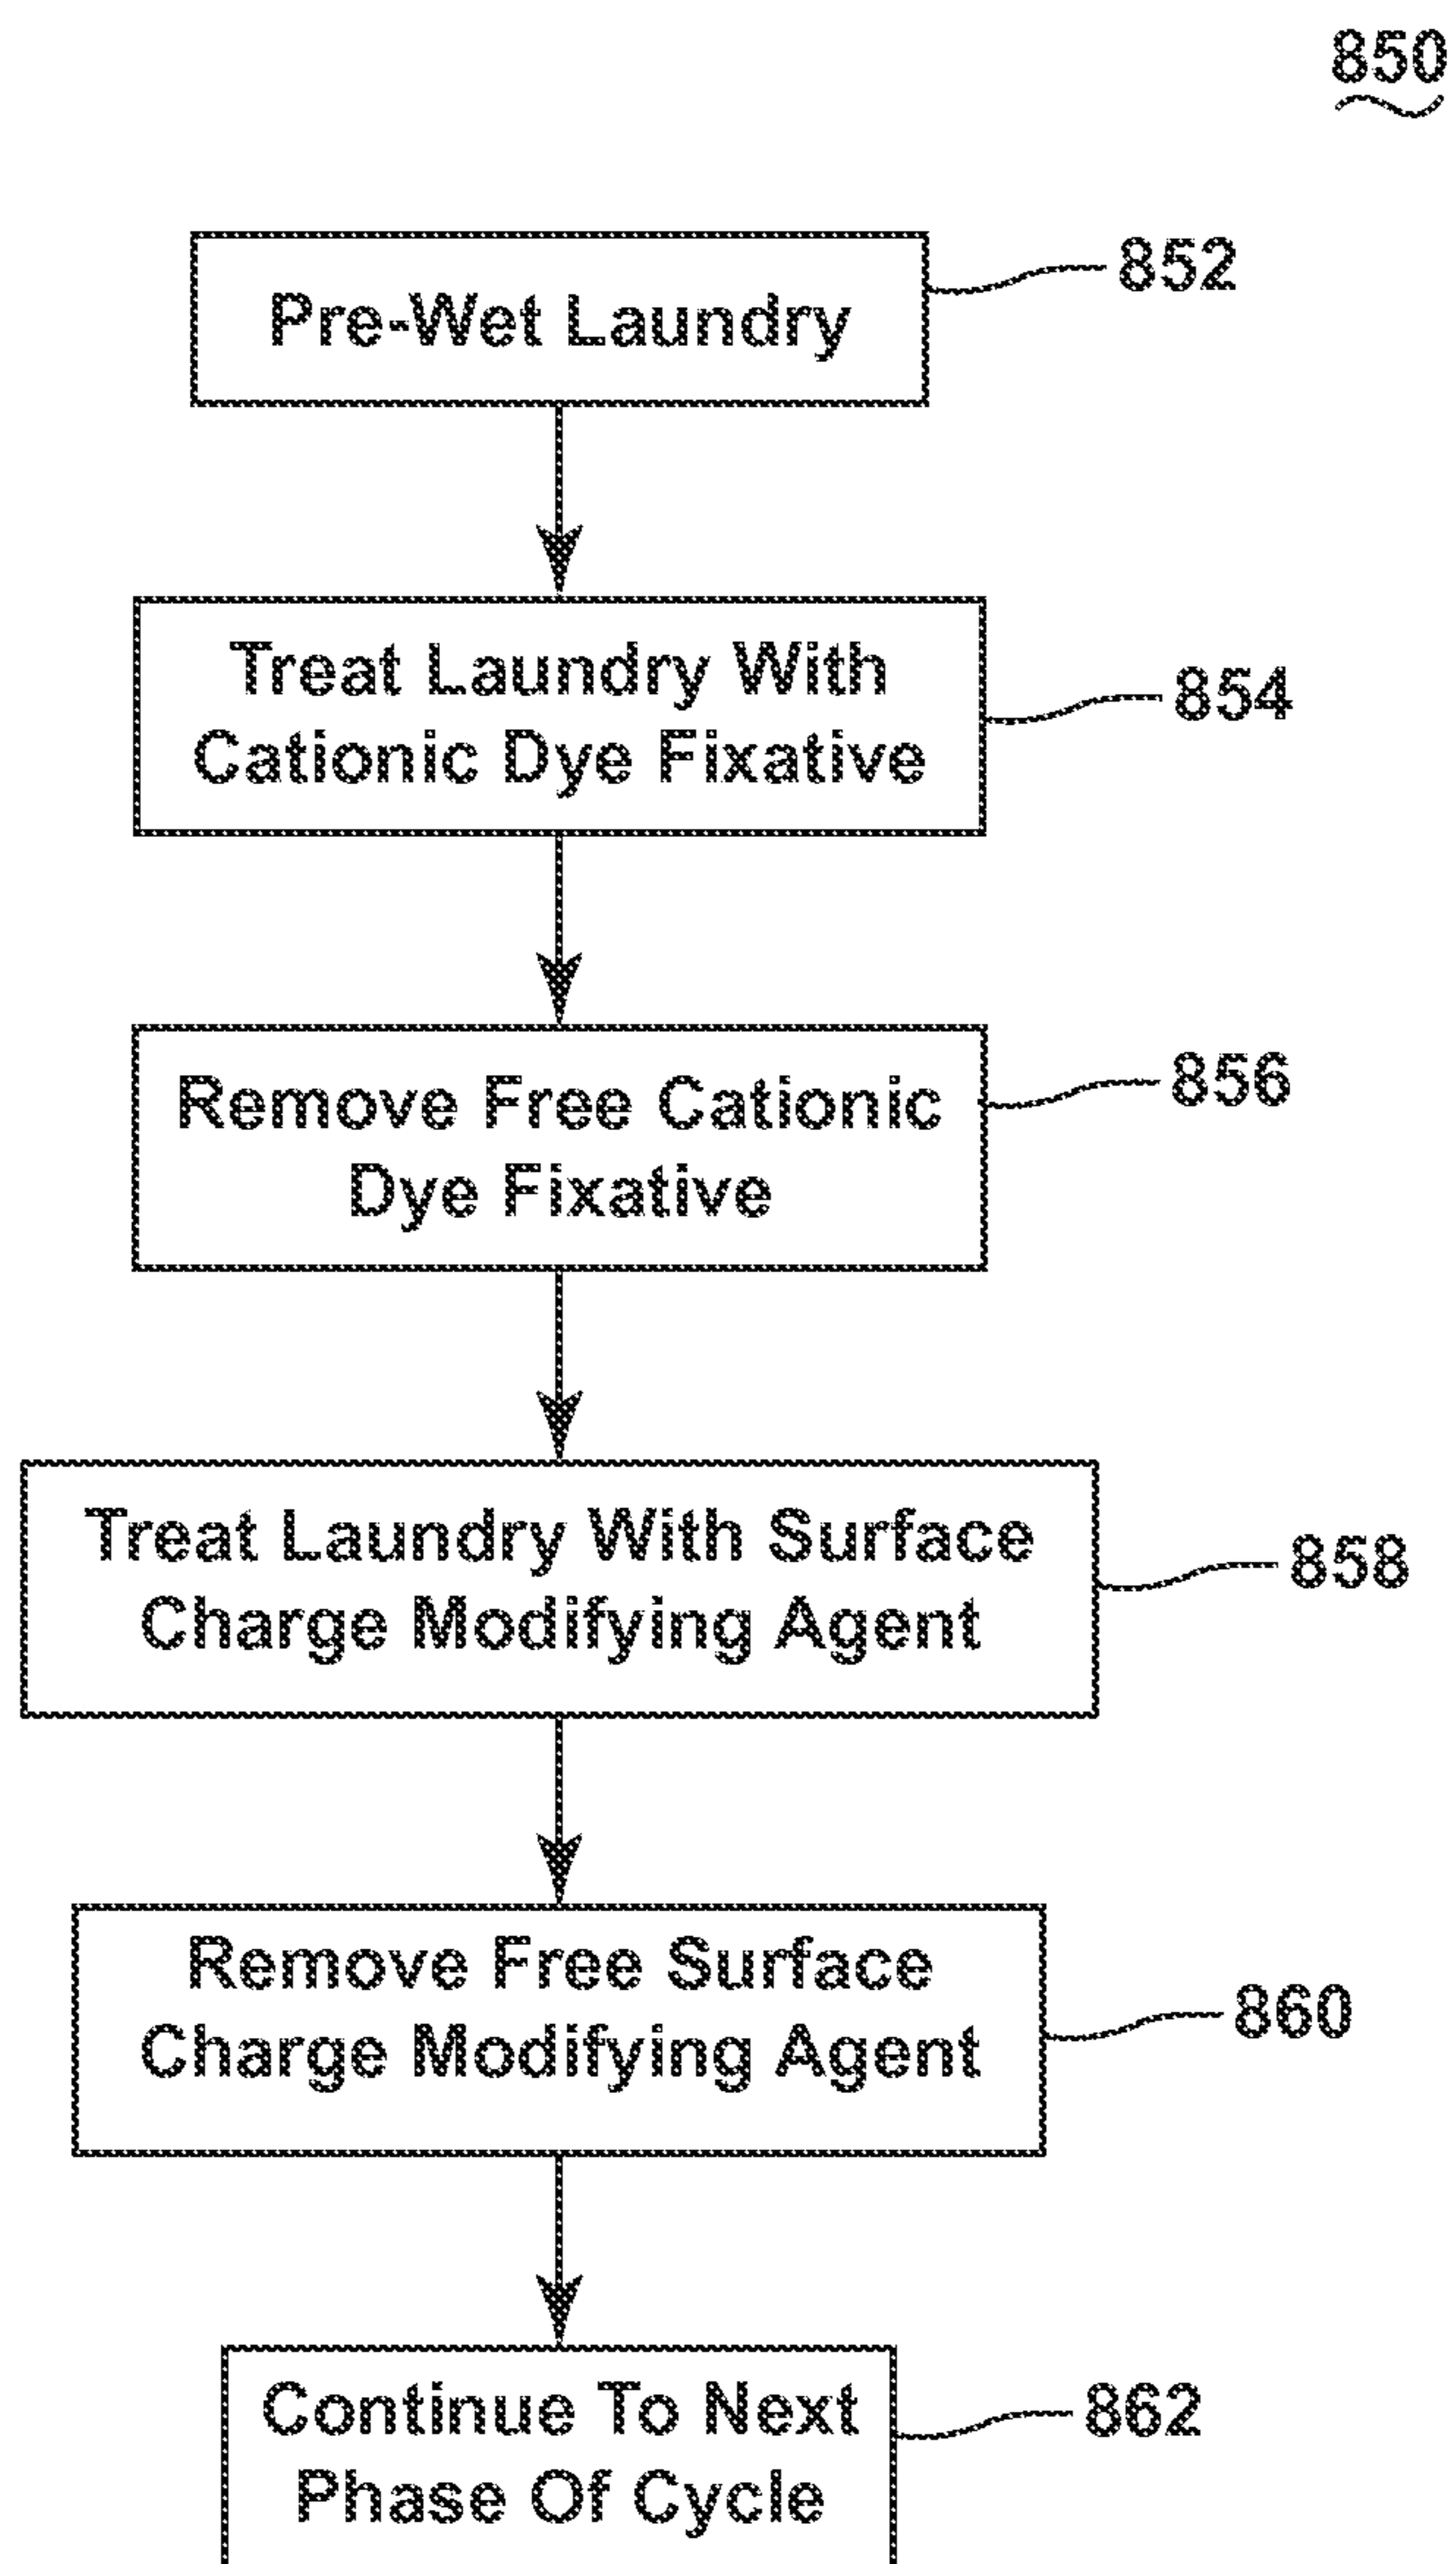 850
Pre-Wet Laundry
852
Treat Laundry With
Cationic Dye Fixative
854
Remove Free Cationic
Dye Fixative
856
Treat Laundry With Surface
Charge Modifying Agent
858
Remove Free Surface
Charge Modifying Agent
860
Continue To Next
Phase Of Cycle
862